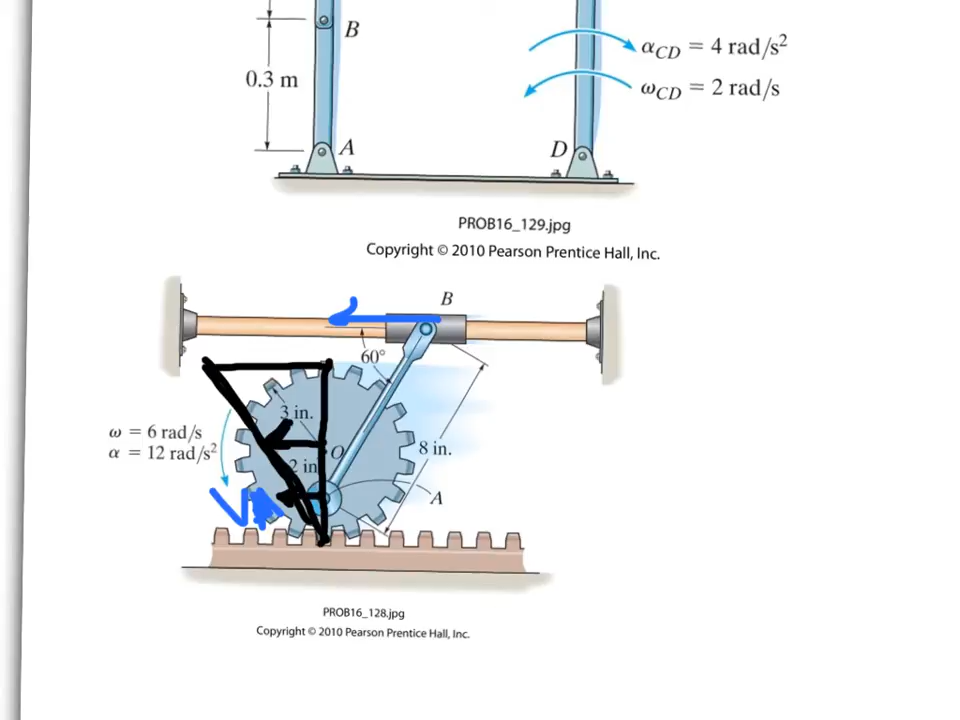 B
α_CD = 4 rad/s²
0.3 m
ω_CD = 2 rad/s
A
D
PROB16_129.jpg
Copyright © 2010 Pearson Prentice Hall, Inc.
B
60°
3 in.
ω = 6 rad/s
α = 12 rad/s²
O
8 in.
2 in
A
VA
PROB16_128.jpg
Copyright © 2010 Pearson Prentice Hall, Inc.